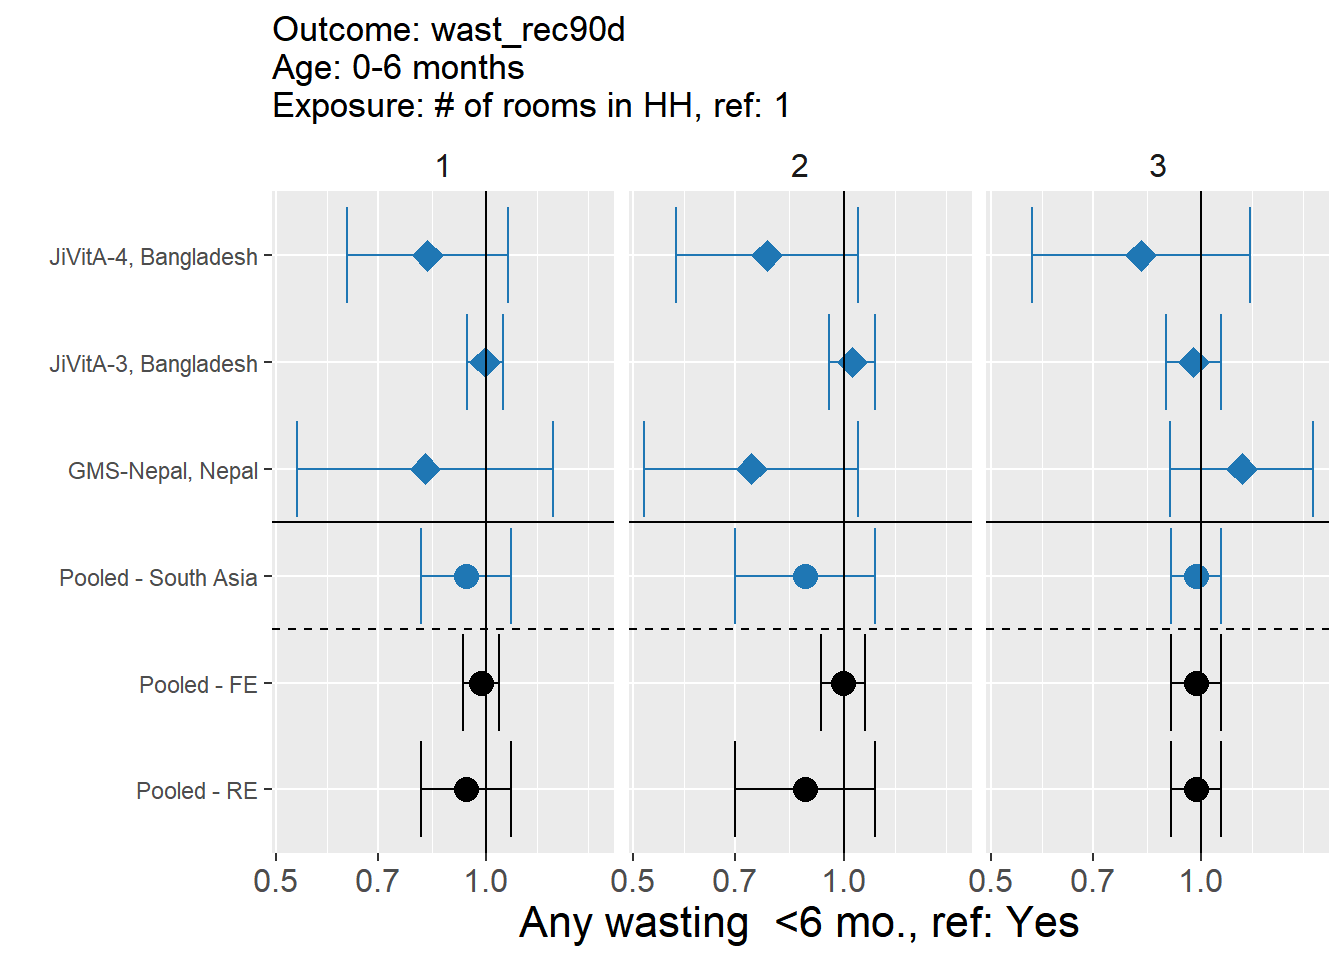 Outcome: wast_rec90d
Age: 0-6 months
Exposure: # of rooms in HH, ref: 1
1 2 3
JiVitA-4, Bangladesh
JiVitA-3, Bangladesh
GMS-Nepal, Nepal
Pooled - South Asia
Pooled - FE
Pooled - RE
0.5 0.7 1.0 0.5 0.7 1.0 0.5 0.7 1.0
Any wasting  <6 mo., ref: Yes